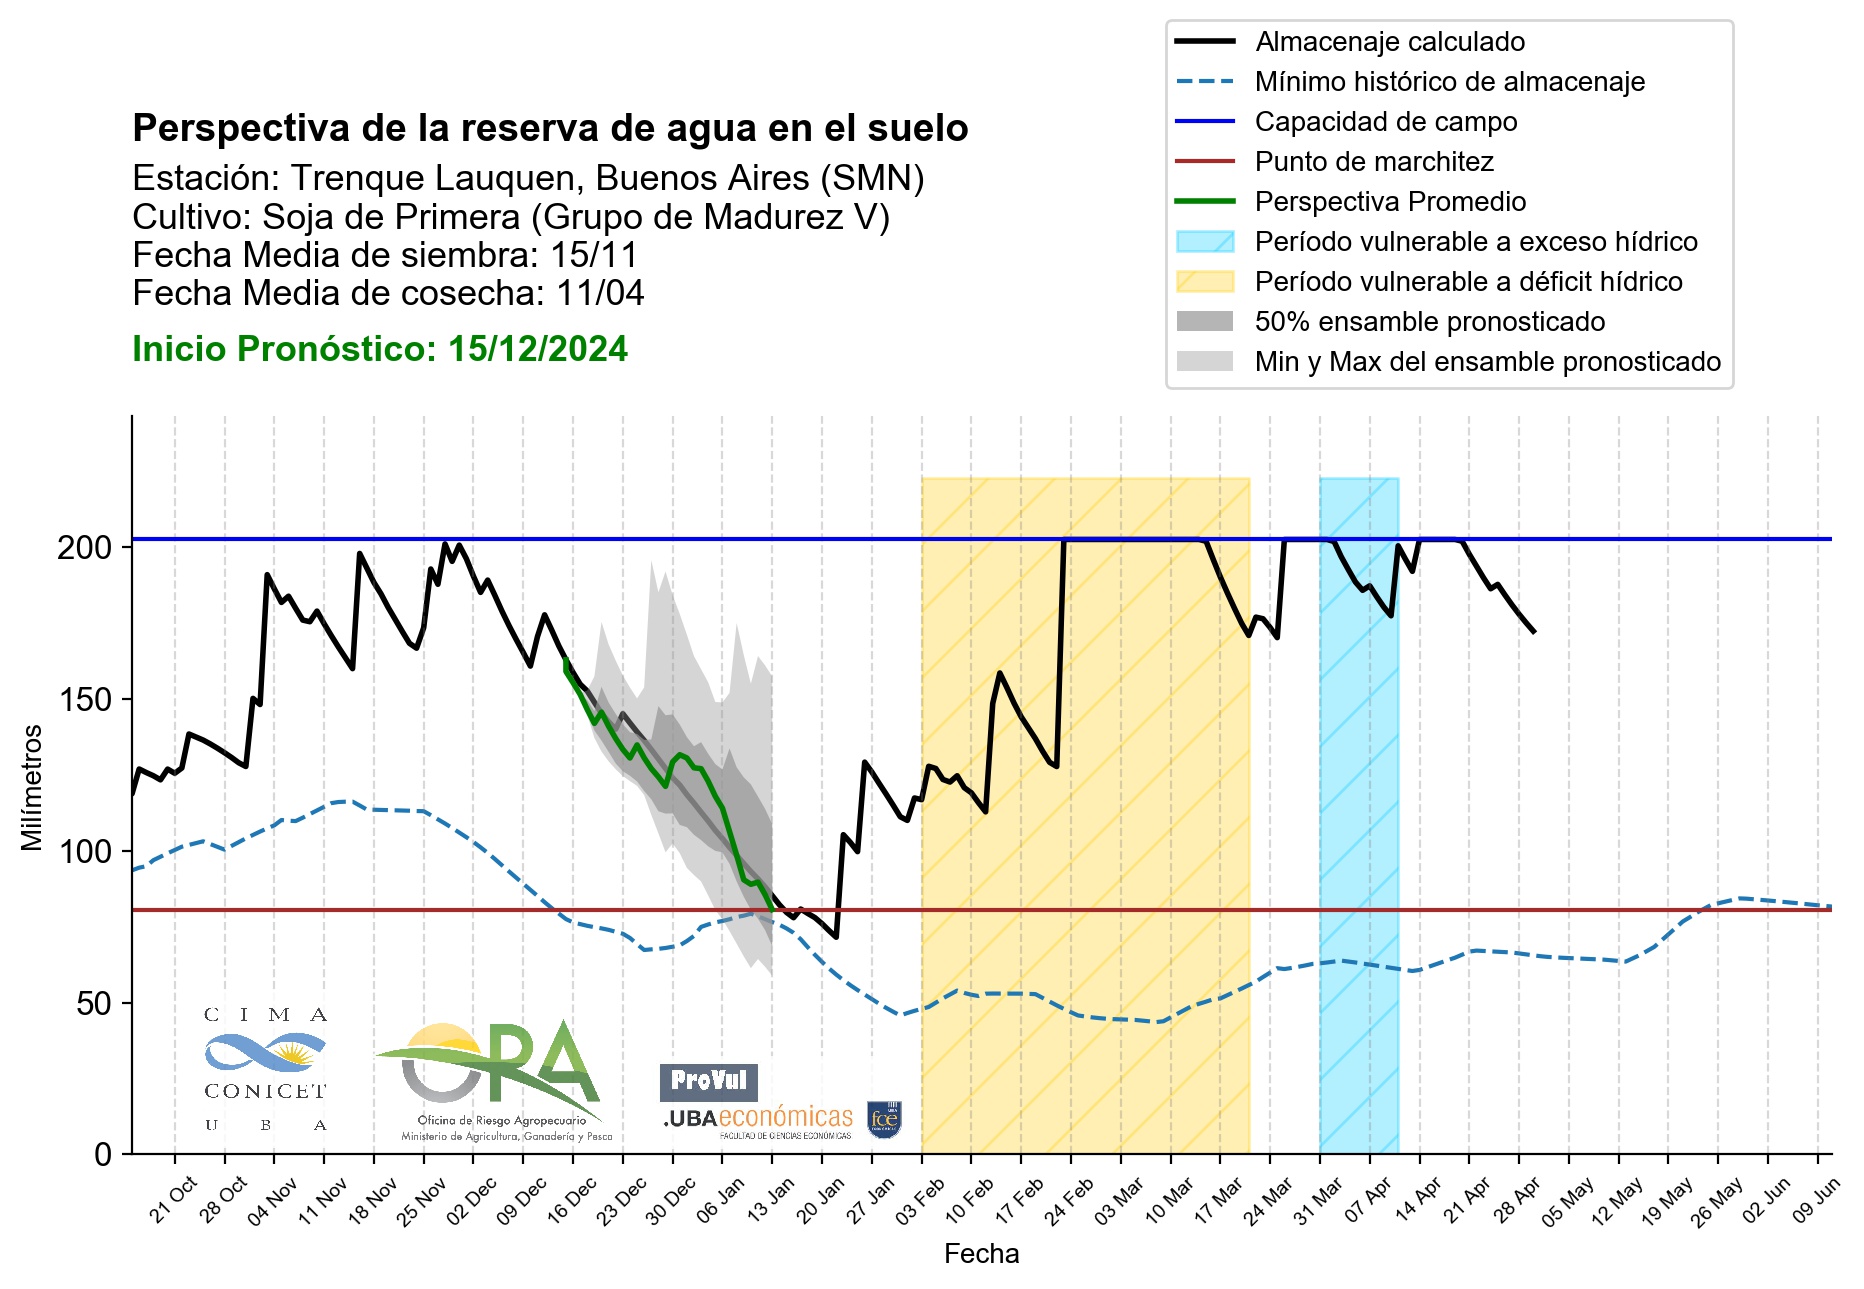 Almacenaje calculado
Mínimo histórico de almacenaje
Capacidad de campo
Punto de marchitez
Perspectiva Promedio
Período vulnerable a exceso hídrico
Período vulnerable a déficit hídrico
50% ensamble pronosticado
Min y Max del ensamble pronosticado
Perspectiva de la reserva de agua en el suelo
Estación: Trenque Lauquen, Buenos Aires (SMN)
Cultivo: Soja de Primera (Grupo de Madurez V)
Fecha Media de siembra: 15/11
Fecha Media de cosecha: 11/04
Inicio Pronóstico: 15/12/2024
Milímetros
200
150
100
50
0
C I M A
CONICET
U B A
ORA
Oficina de Riesgo Agropecuario
Ministerio de Agricultura, Ganadería y Pesca
ProVul
.UBAeconómicas
FACULTAD DE CIENCIAS ECONÓMICAS
UBA
fce
ECONÓMICAS
21 Oct
28 Oct
04 Nov
11 Nov
18 Nov
25 Nov
02 Dec
09 Dec
16 Dec
23 Dec
30 Dec
06 Jan
13 Jan
20 Jan
27 Jan
03 Feb
10 Feb
17 Feb
24 Feb
03 Mar
10 Mar
17 Mar
24 Mar
31 Mar
07 Apr
14 Apr
21 Apr
28 Apr
05 May
12 May
19 May
26 May
02 Jun
09 Jun
Fecha